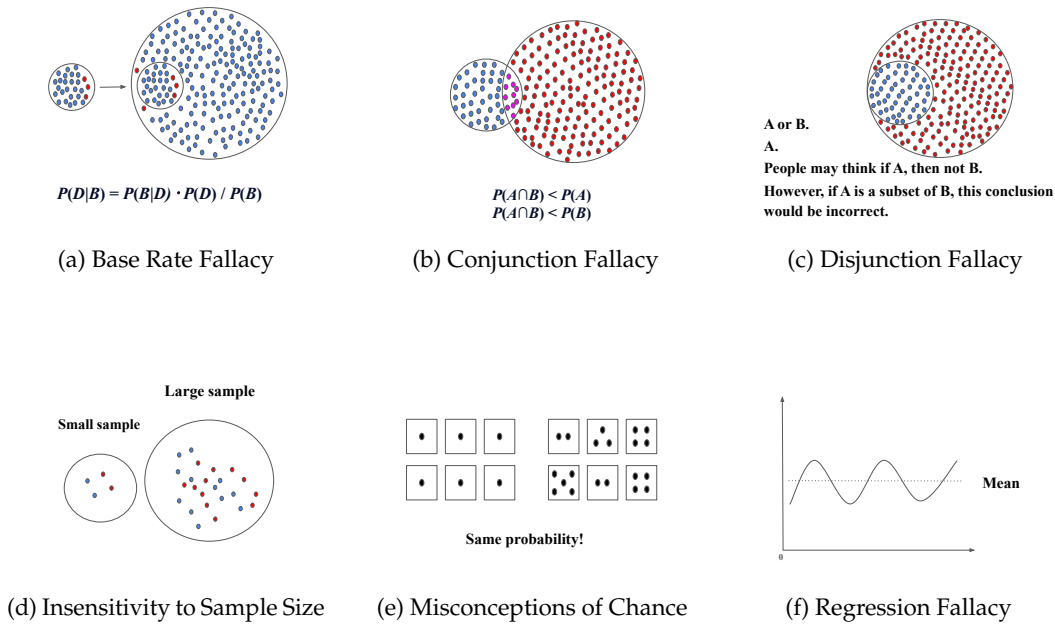 P(D|B) = P(B|D) · P(D) / P(B)
(a) Base Rate Fallacy
P(A∩B) < P(A)
P(A∩B) < P(B)
(b) Conjunction Fallacy
A or B.
A.
People may think if A, then not B.
However, if A is a subset of B, this conclusion
would be incorrect.
(c) Disjunction Fallacy
Small sample
Large sample
(d) Insensitivity to Sample Size
Same probability!
(e) Misconceptions of Chance
Mean
0
(f) Regression Fallacy